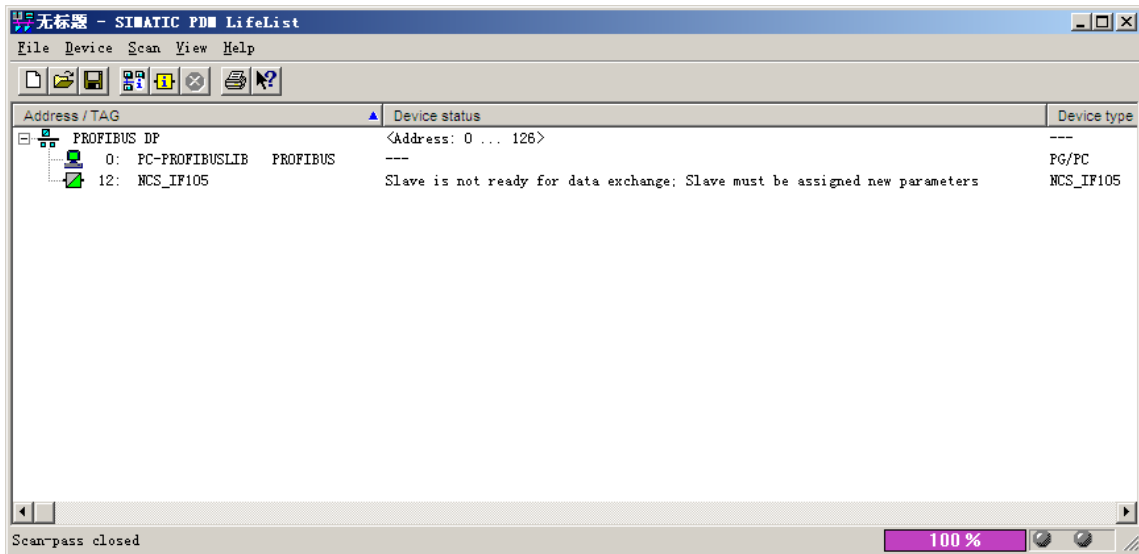 无标题 - SIMATIC PDM LifeList
File Device Scan View Help
Address / TAG Device status Device type
PROFIBUS DP <Address: 0 ... 126> ---
0: PC-PROFIBUSLIB PROFIBUS --- PG/PC
12: NCS_IF105 Slave is not ready for data exchange; Slave must be assigned new parameters NCS_IF105
Scan-pass closed 100 %